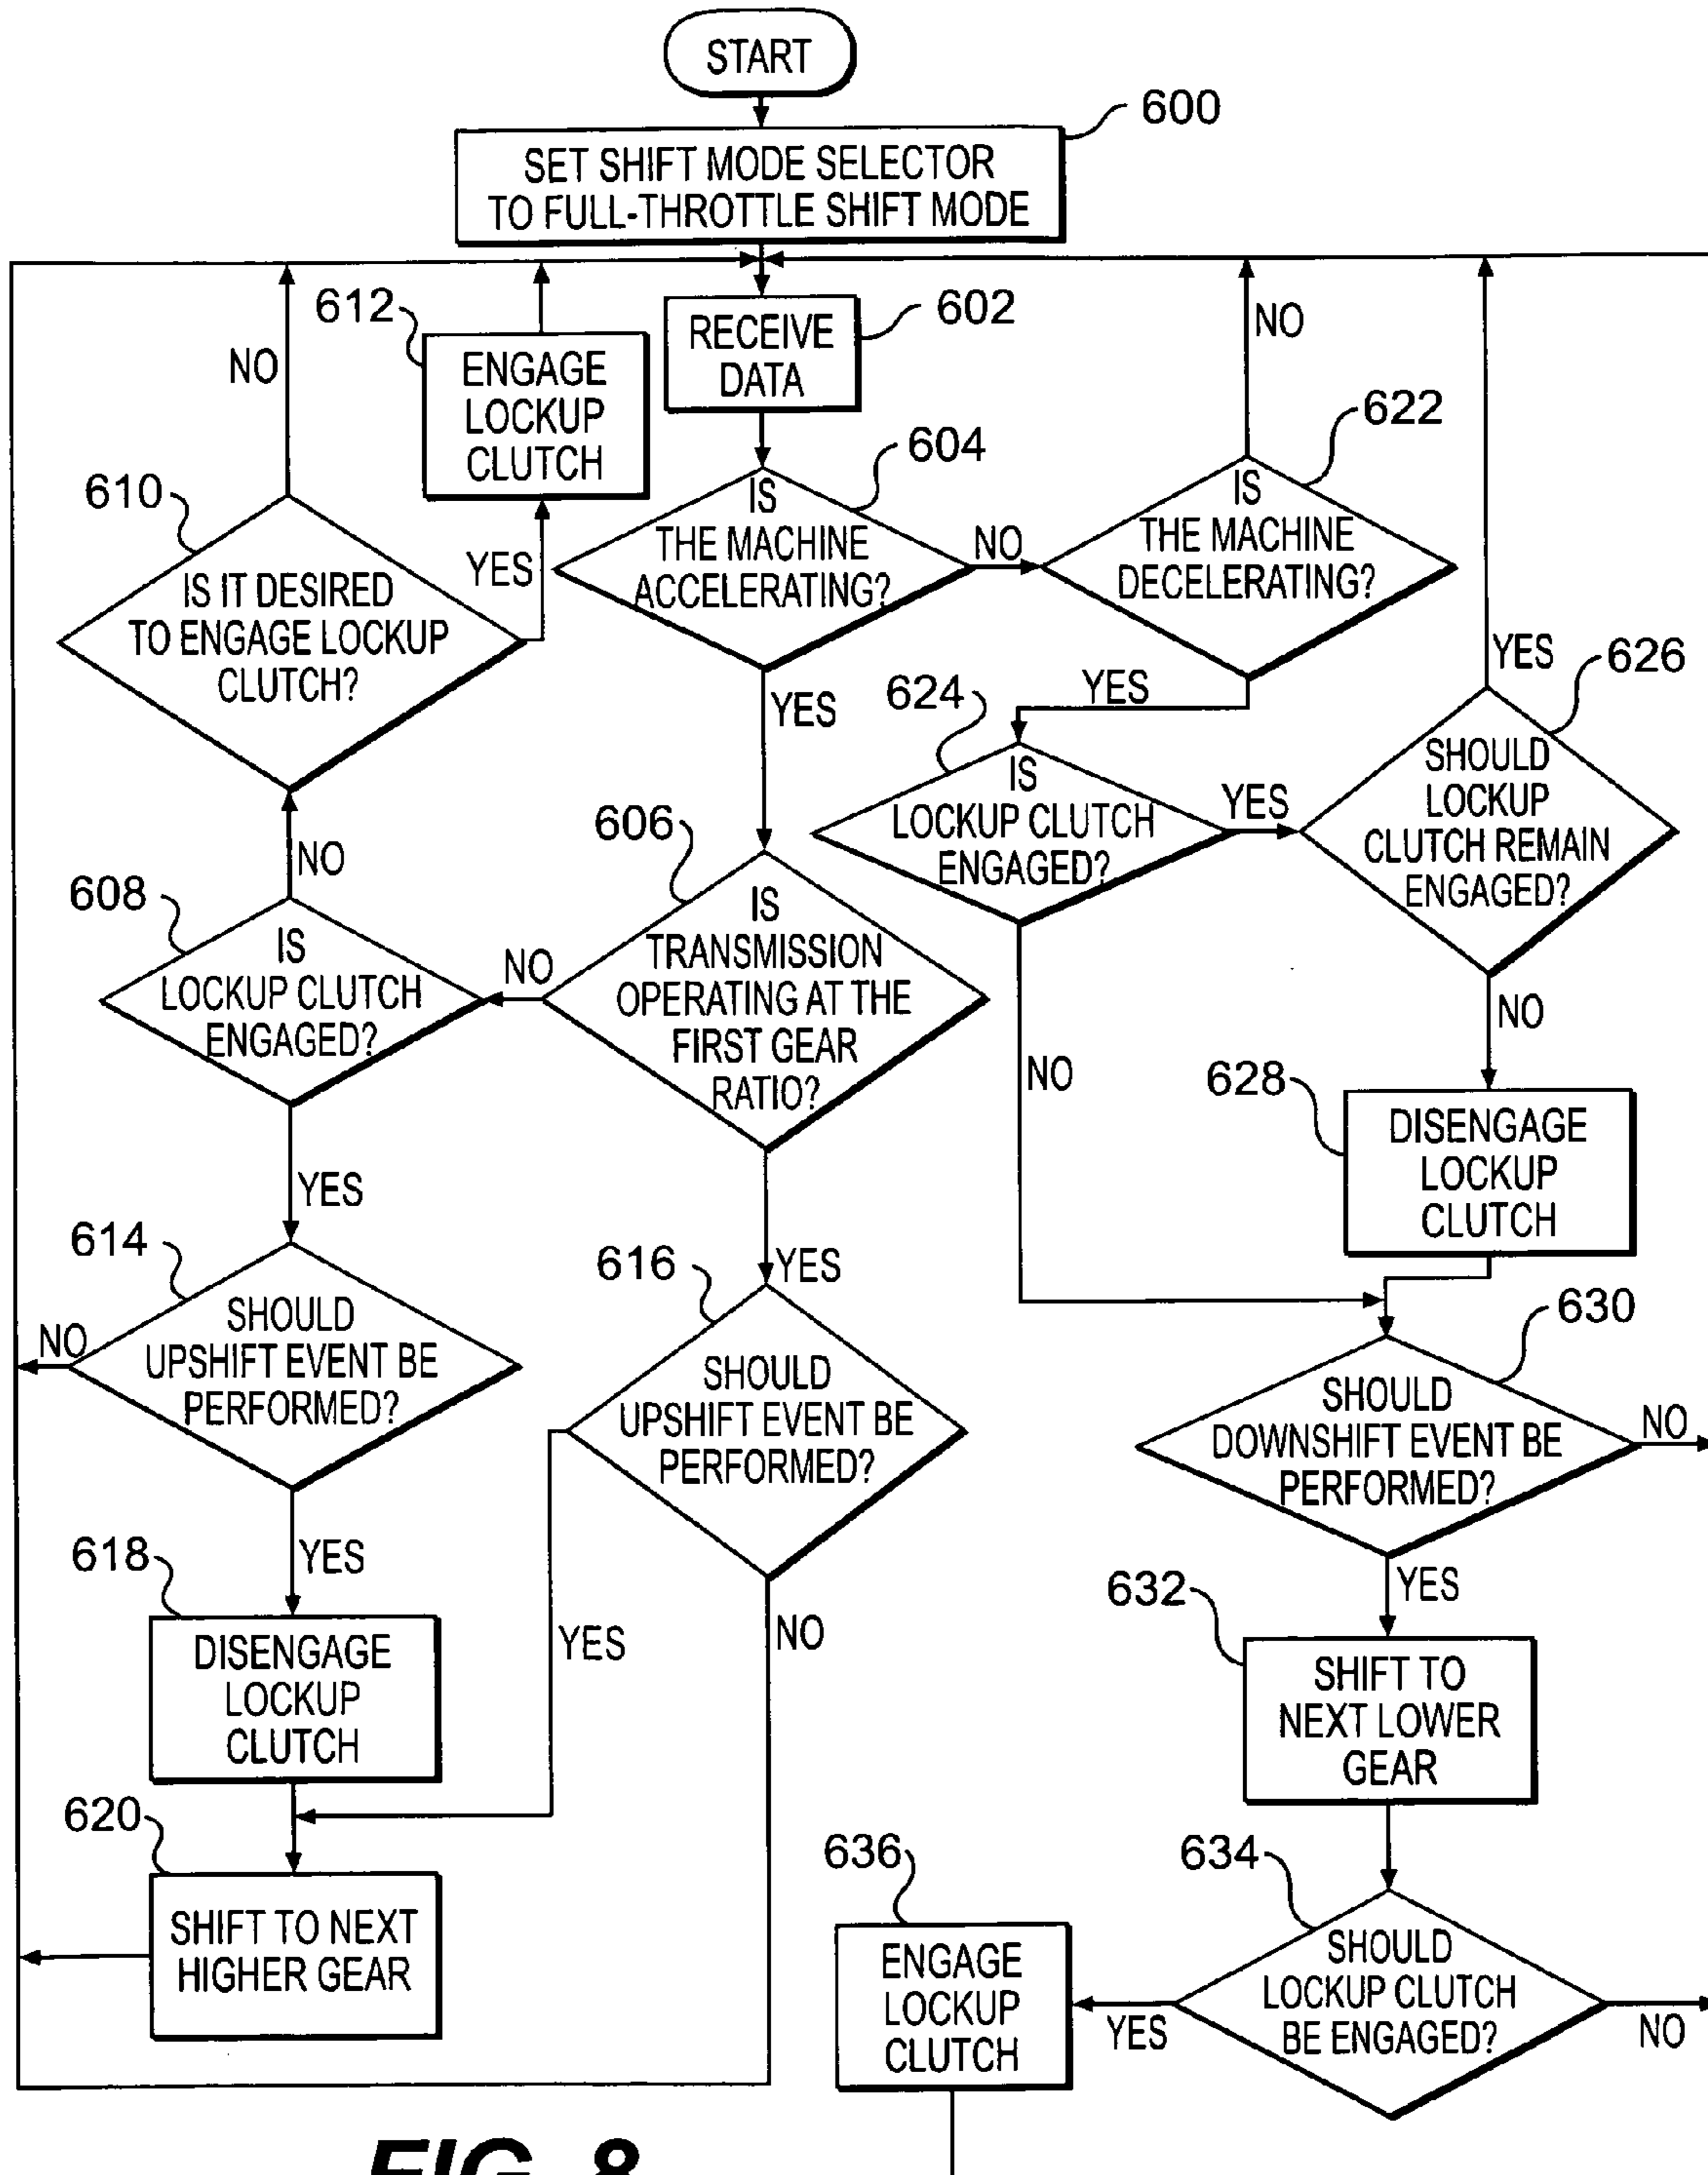 START
600
SET SHIFT MODE SELECTOR
TO FULL-THROTTLE SHIFT MODE
612
ENGAGE
LOCKUP
CLUTCH
602
RECEIVE
DATA
NO
NO
622
604
IS
THE MACHINE
ACCELERATING?
NO
IS
THE MACHINE
DECELERATING?
610
IS IT DESIRED
TO ENGAGE LOCKUP
CLUTCH?
YES
YES
YES
624
IS
LOCKUP CLUTCH
ENGAGED?
YES
YES
626
SHOULD
LOCKUP
CLUTCH REMAIN
ENGAGED?
NO
608
IS
LOCKUP CLUTCH
ENGAGED?
NO
606
IS
TRANSMISSION
OPERATING AT THE
FIRST GEAR
RATIO?
NO
NO
628
DISENGAGE
LOCKUP
CLUTCH
YES
YES
614
SHOULD
UPSHIFT EVENT BE
PERFORMED?
NO
616
SHOULD
UPSHIFT EVENT BE
PERFORMED?
630
SHOULD
DOWNSHIFT EVENT BE
PERFORMED?
NO
YES
618
DISENGAGE
LOCKUP
CLUTCH
YES
NO
YES
632
SHIFT TO
NEXT LOWER
GEAR
620
SHIFT TO NEXT
HIGHER GEAR
636
ENGAGE
LOCKUP
CLUTCH
YES
634
SHOULD
LOCKUP CLUTCH
BE ENGAGED?
NO
FIG. 8